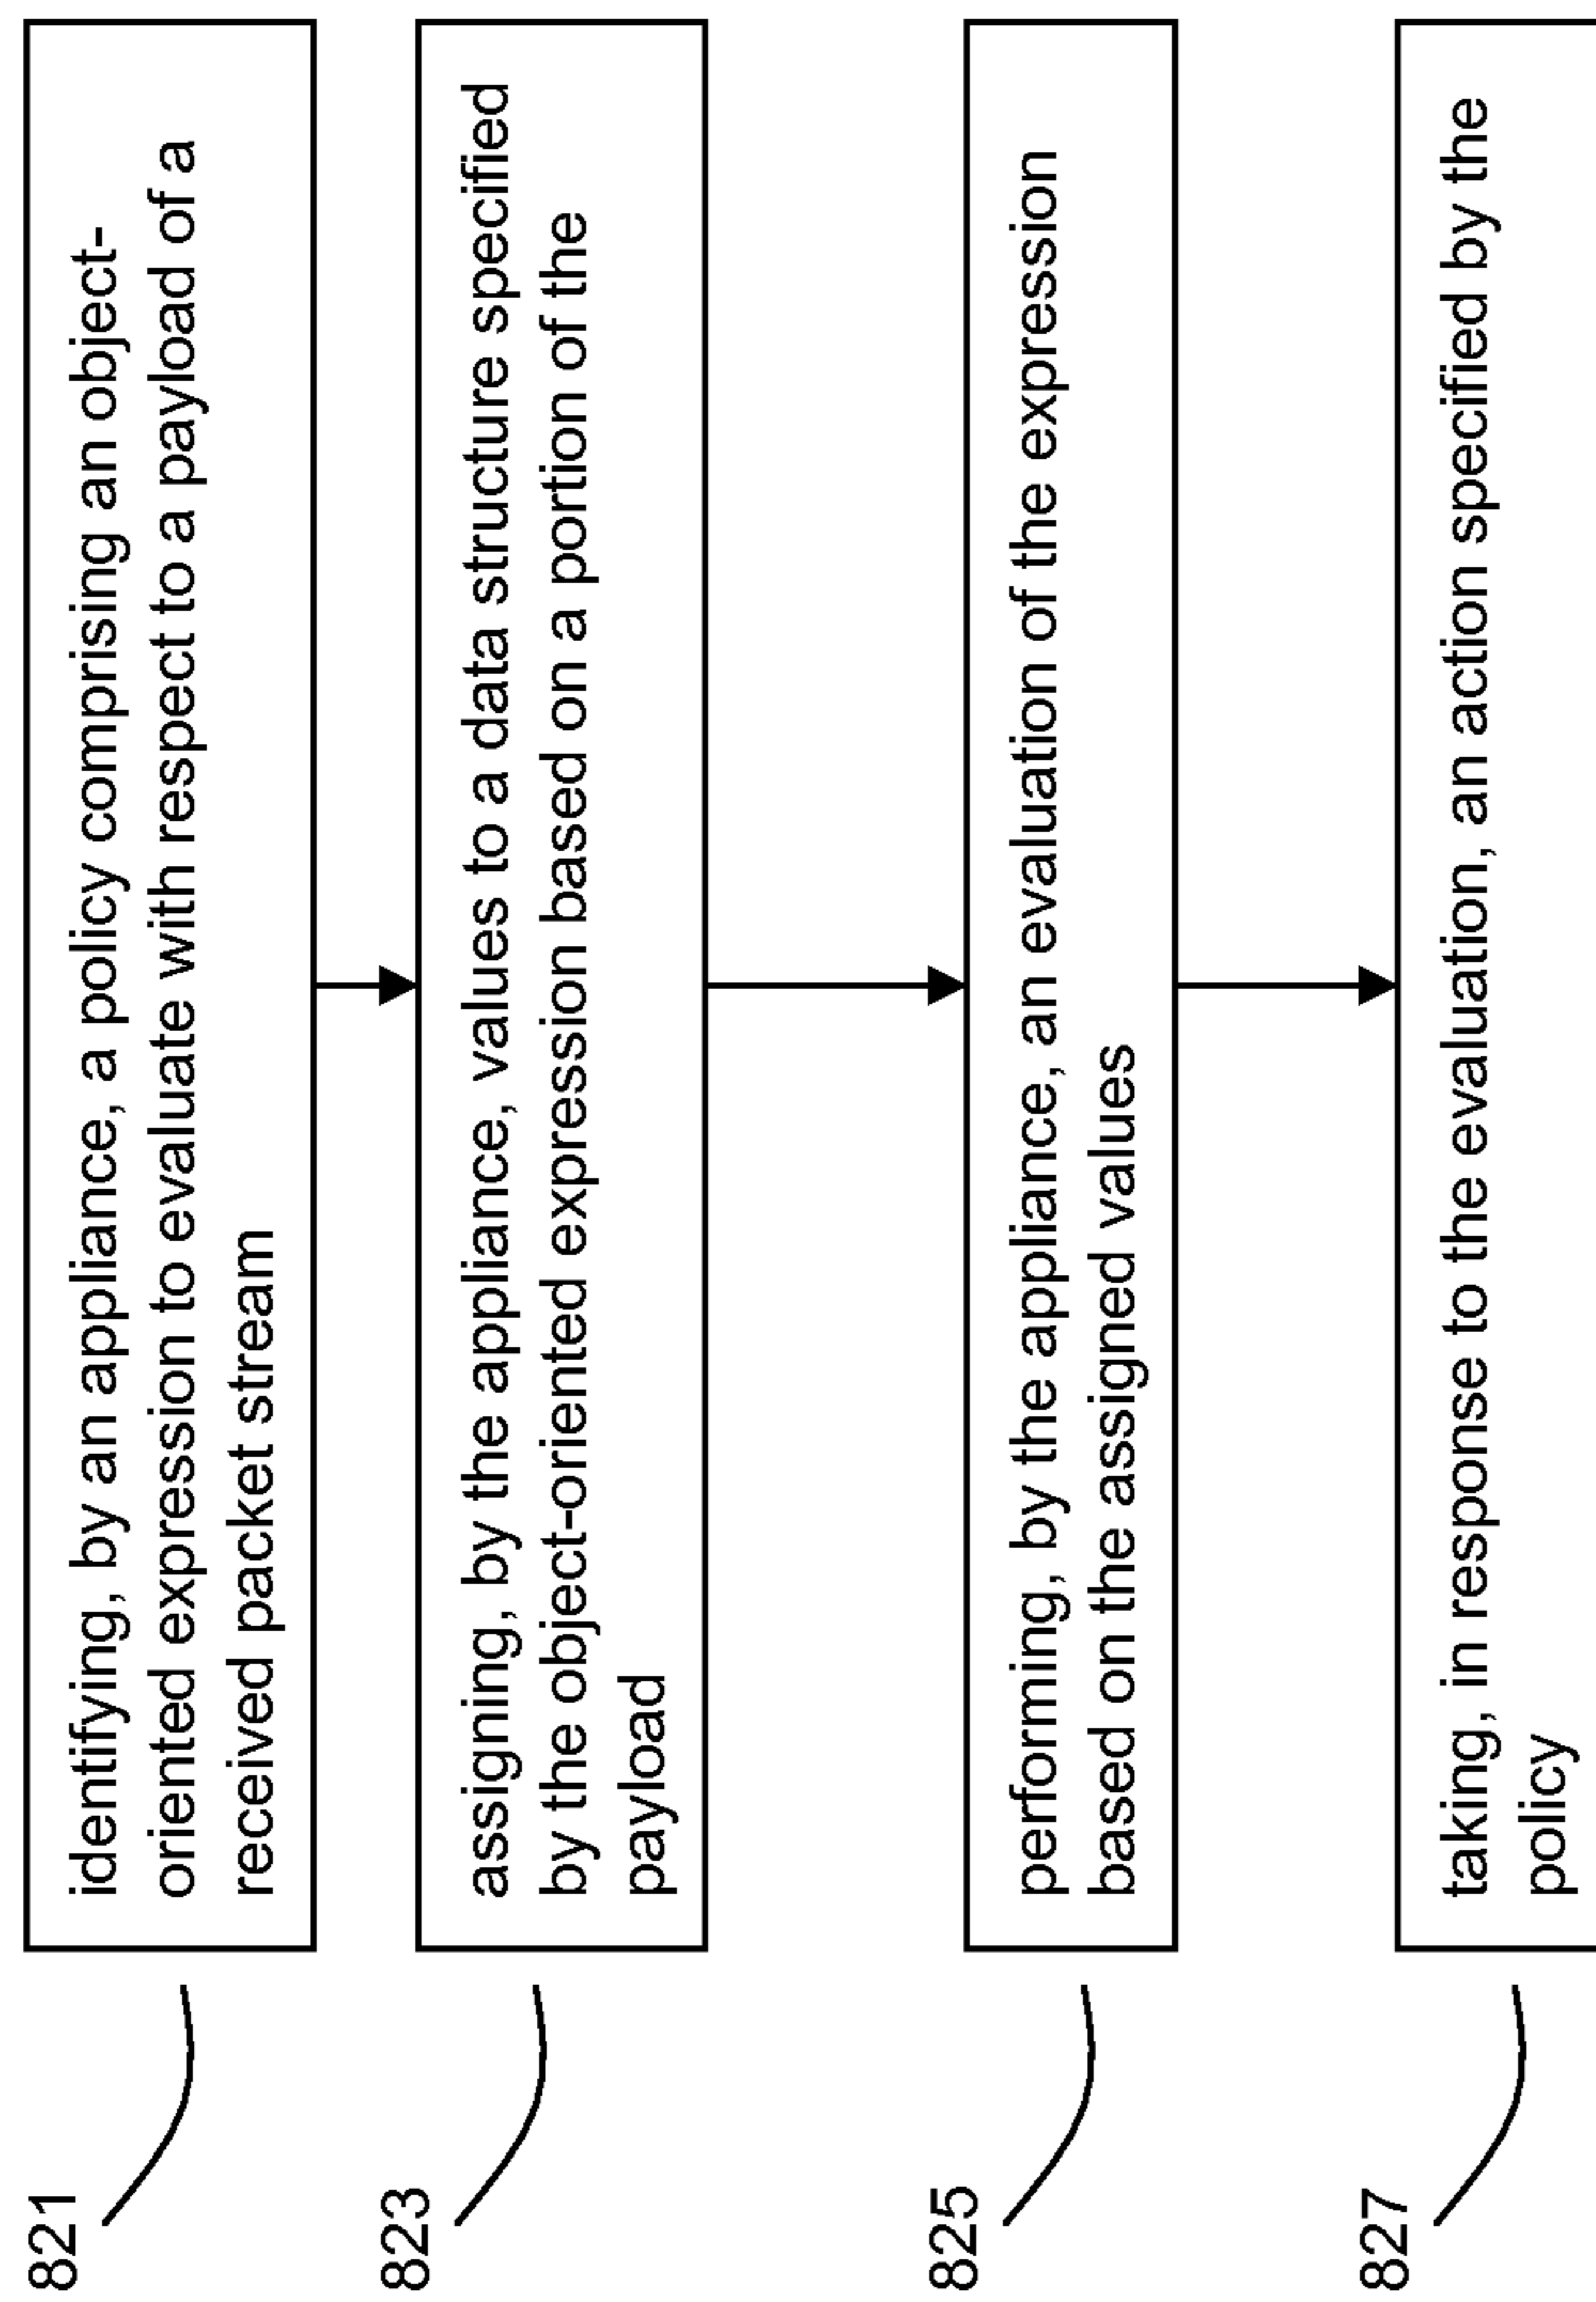 821
identifying, by an appliance, a policy comprising an object-
oriented expression to evaluate with respect to a payload of a
received packet stream
823
assigning, by the appliance, values to a data structure specified
by the object-oriented expression based on a portion of the
payload
825
performing, by the appliance, an evaluation of the expression
based on the assigned values
827
taking, in response to the evaluation, an action specified by the
policy